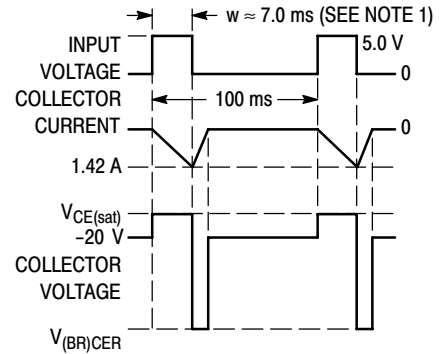 w ≈ 7.0 ms (SEE NOTE 1)
INPUT
VOLTAGE
5.0 V
0
COLLECTOR
CURRENT
100 ms
0
1.42 A
VCE(sat)
−20 V
COLLECTOR
VOLTAGE
V(BR)CER